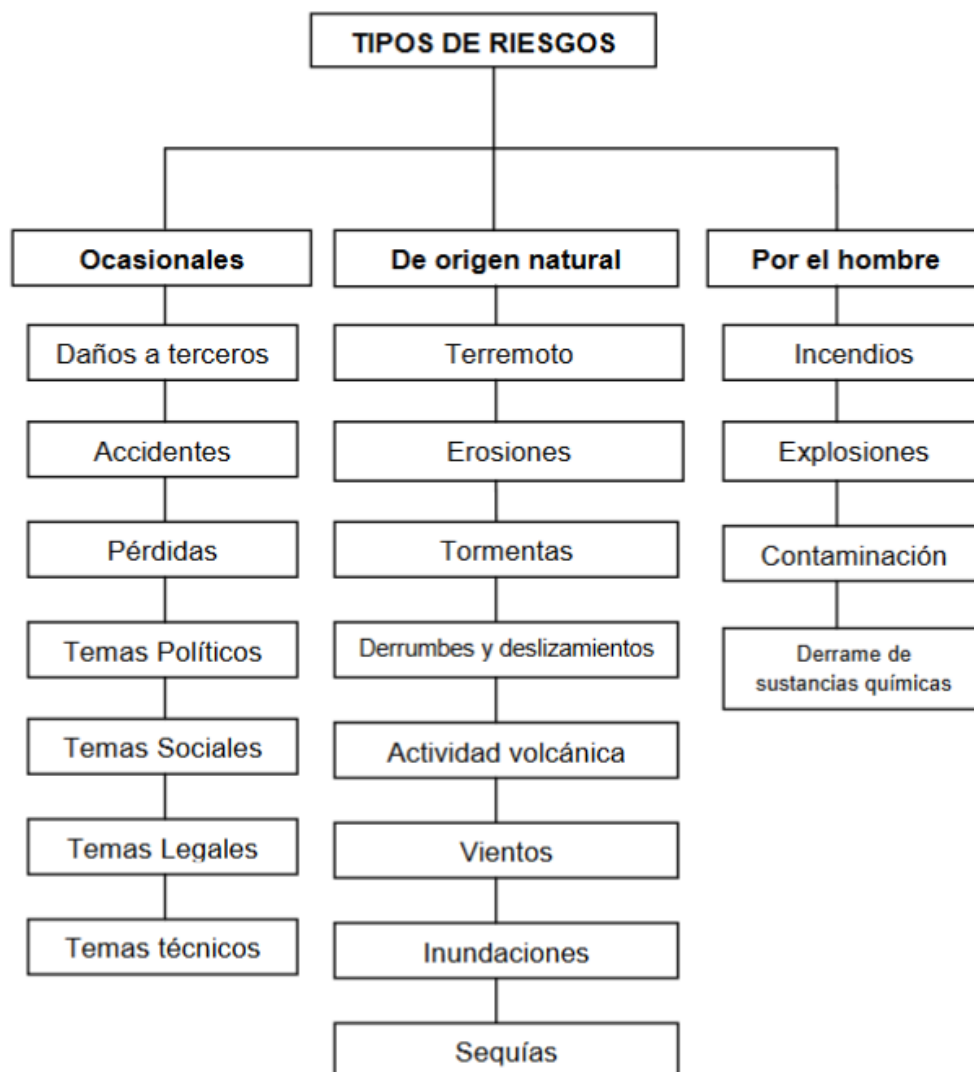 TIPOS DE RIESGOS
Ocasionales
Daños a terceros
Accidentes
Pérdidas
Temas Políticos
Temas Sociales
Temas Legales
Temas técnicos
De origen natural
Terremoto
Erosiones
Tormentas
Derrumbes y deslizamientos
Actividad volcánica
Vientos
Inundaciones
Sequías
Por el hombre
Incendios
Explosiones
Contaminación
Derrame de
sustancias químicas